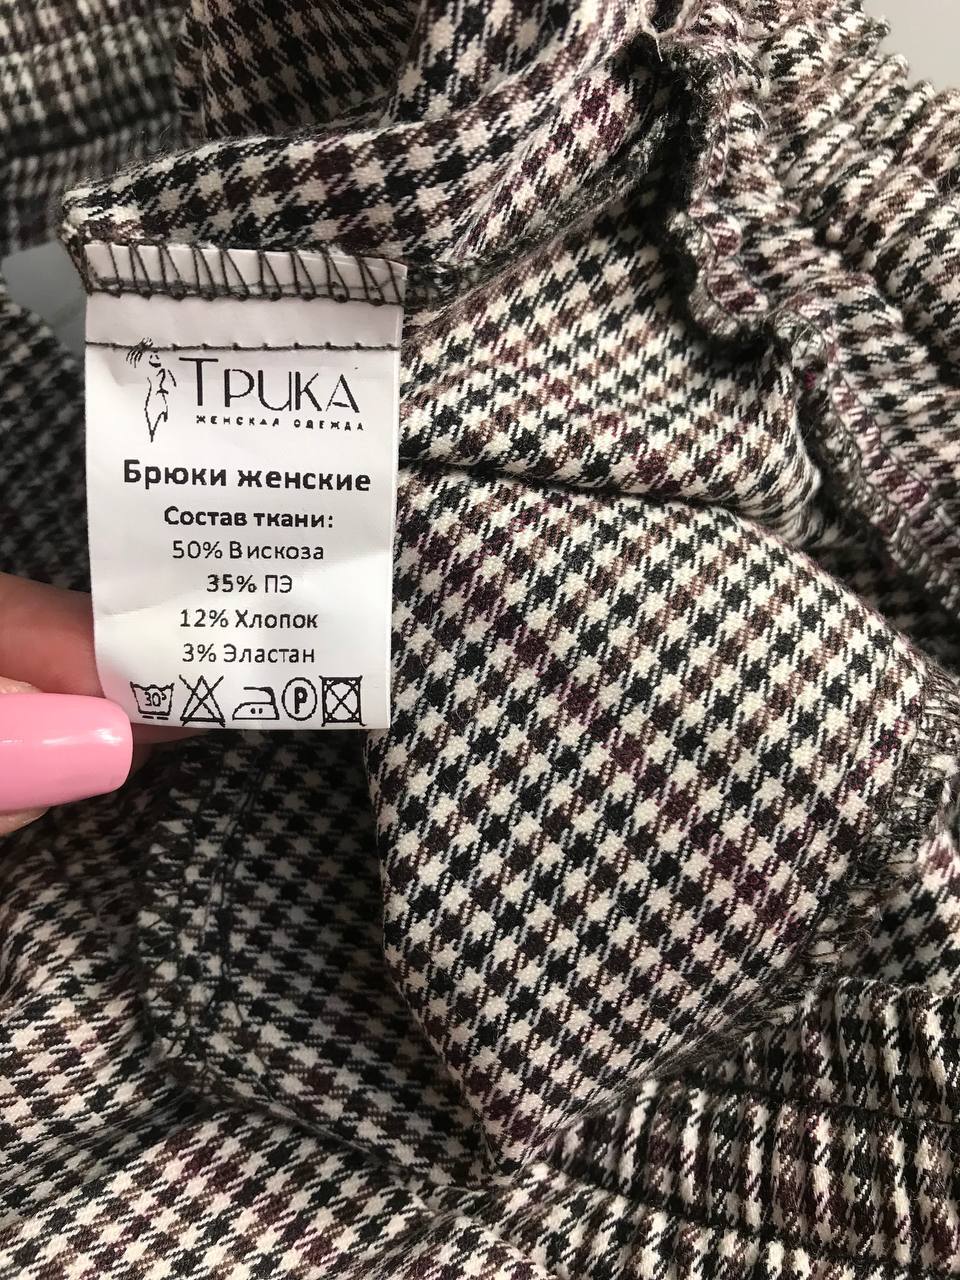 Трика
ЖЕНСКАЯ ОДЕЖДА
Брюки женские
Состав ткани:
50% Вискоза
35% ПЭ
12% Хлопок
3% Эластан
30° P